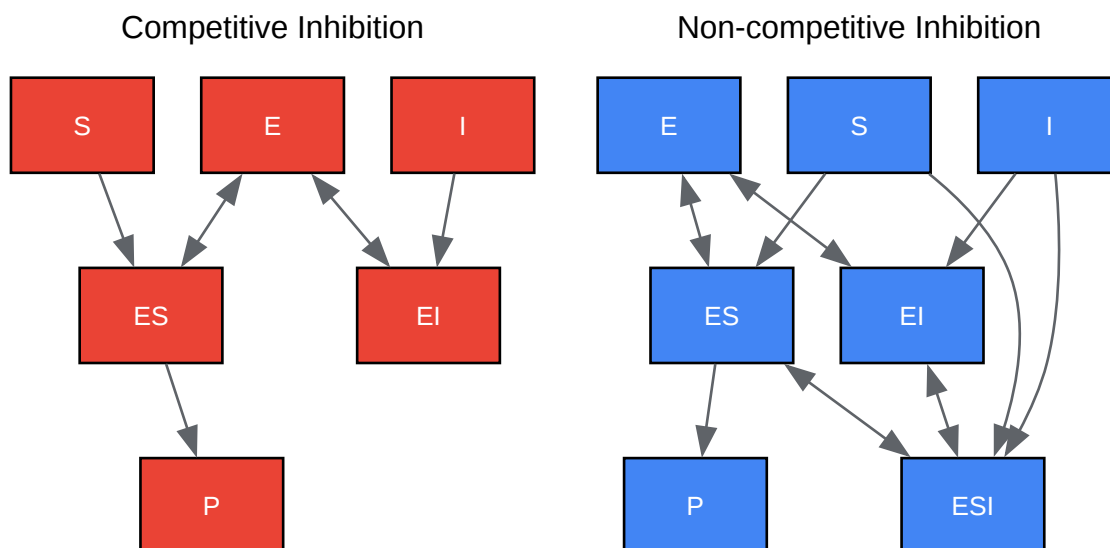 Competitive Inhibition
S
E
I
ES
EI
P
Non-competitive Inhibition
E
S
I
ES
EI
P
ESI